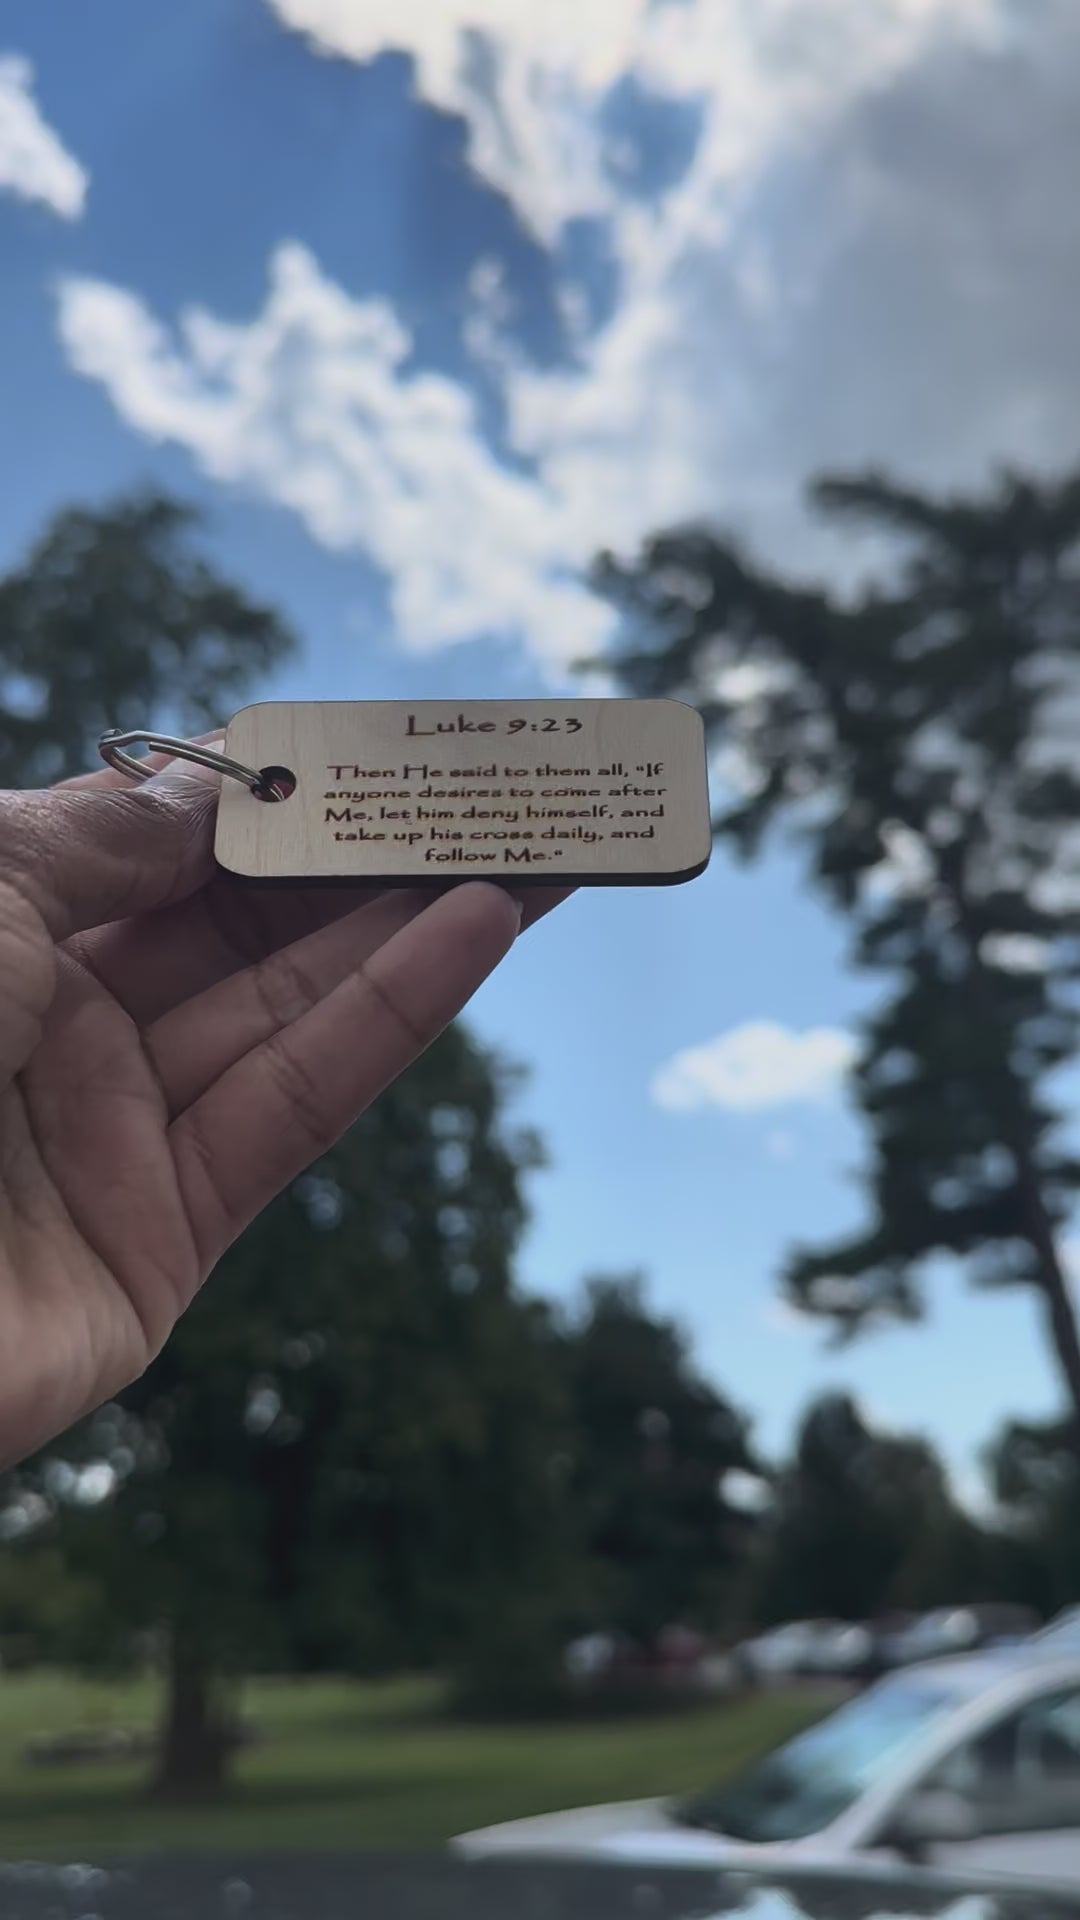 Luke 9:23
Then He said to them all, "If
anyone desires to come after
Me, let him deny himself, and
take up his cross daily, and
follow Me."